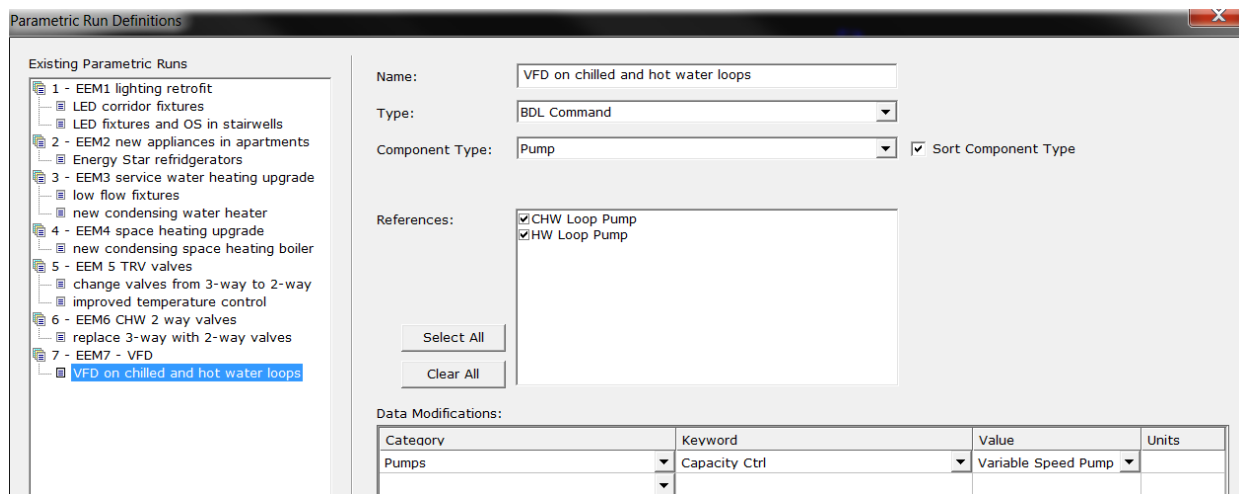 Parametric Run Definitions
Existing Parametric Runs
1 - EEM1 lighting retrofit
LED corridor fixtures
LED fixtures and OS in stairwells
2 - EEM2 new appliances in apartments
Energy Star refridgerators
3 - EEM3 service water heating upgrade
low flow fixtures
new condensing water heater
4 - EEM4 space heating upgrade
new condensing space heating boiler
5 - EEM 5 TRV valves
change valves from 3-way to 2-way
improved temperature control
6 - EEM6 CHW 2 way valves
replace 3-way with 2-way valves
7 - EEM7 - VFD
VFD on chilled and hot water loops
Name: VFD on chilled and hot water loops
Type: BDL Command
Component Type: Pump Sort Component Type
References: CHW Loop Pump
HW Loop Pump
Select All
Clear All
Data Modifications:
Category Keyword Value Units
Pumps Capacity Ctrl Variable Speed Pump